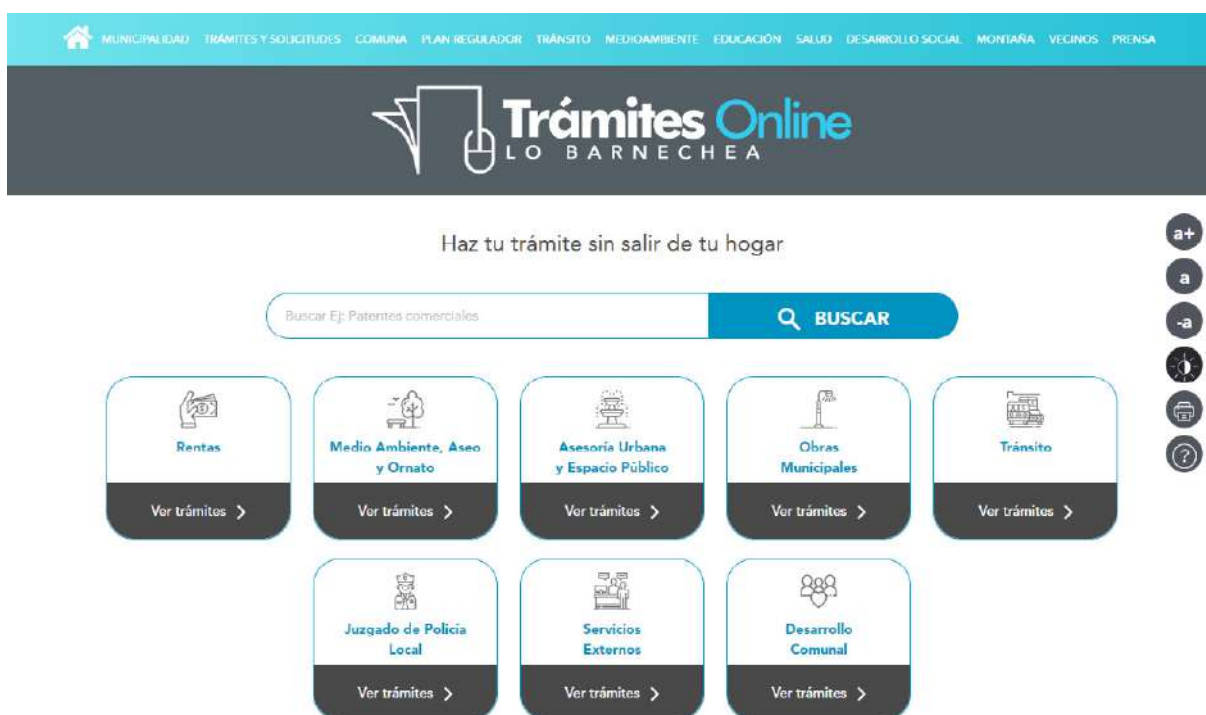 MUNICIPALIDAD TRÁMITES Y SOLICITUDES COMUNA PLAN REGULADOR TRÁNSITO MEDIOAMBIENTE EDUCACIÓN SALUD DESARROLLO SOCIAL MONTAÑA VECINOS PRENSA
Trámites Online
LO BARNECHEA
Haz tu trámite sin salir de tu hogar
Buscar Ej: Patentes comerciales
BUSCAR
a+
a
-a
?
Rentas
Ver trámites >
Medio Ambiente, Aseo
y Ornato
Ver trámites >
Asesoría Urbana
y Espacio Público
Ver trámites >
Obras
Municipales
Ver trámites >
Tránsito
Ver trámites >
Juzgado de Policía
Local
Ver trámites >
Servicios
Externos
Ver trámites >
Desarrollo
Comunal
Ver trámites >